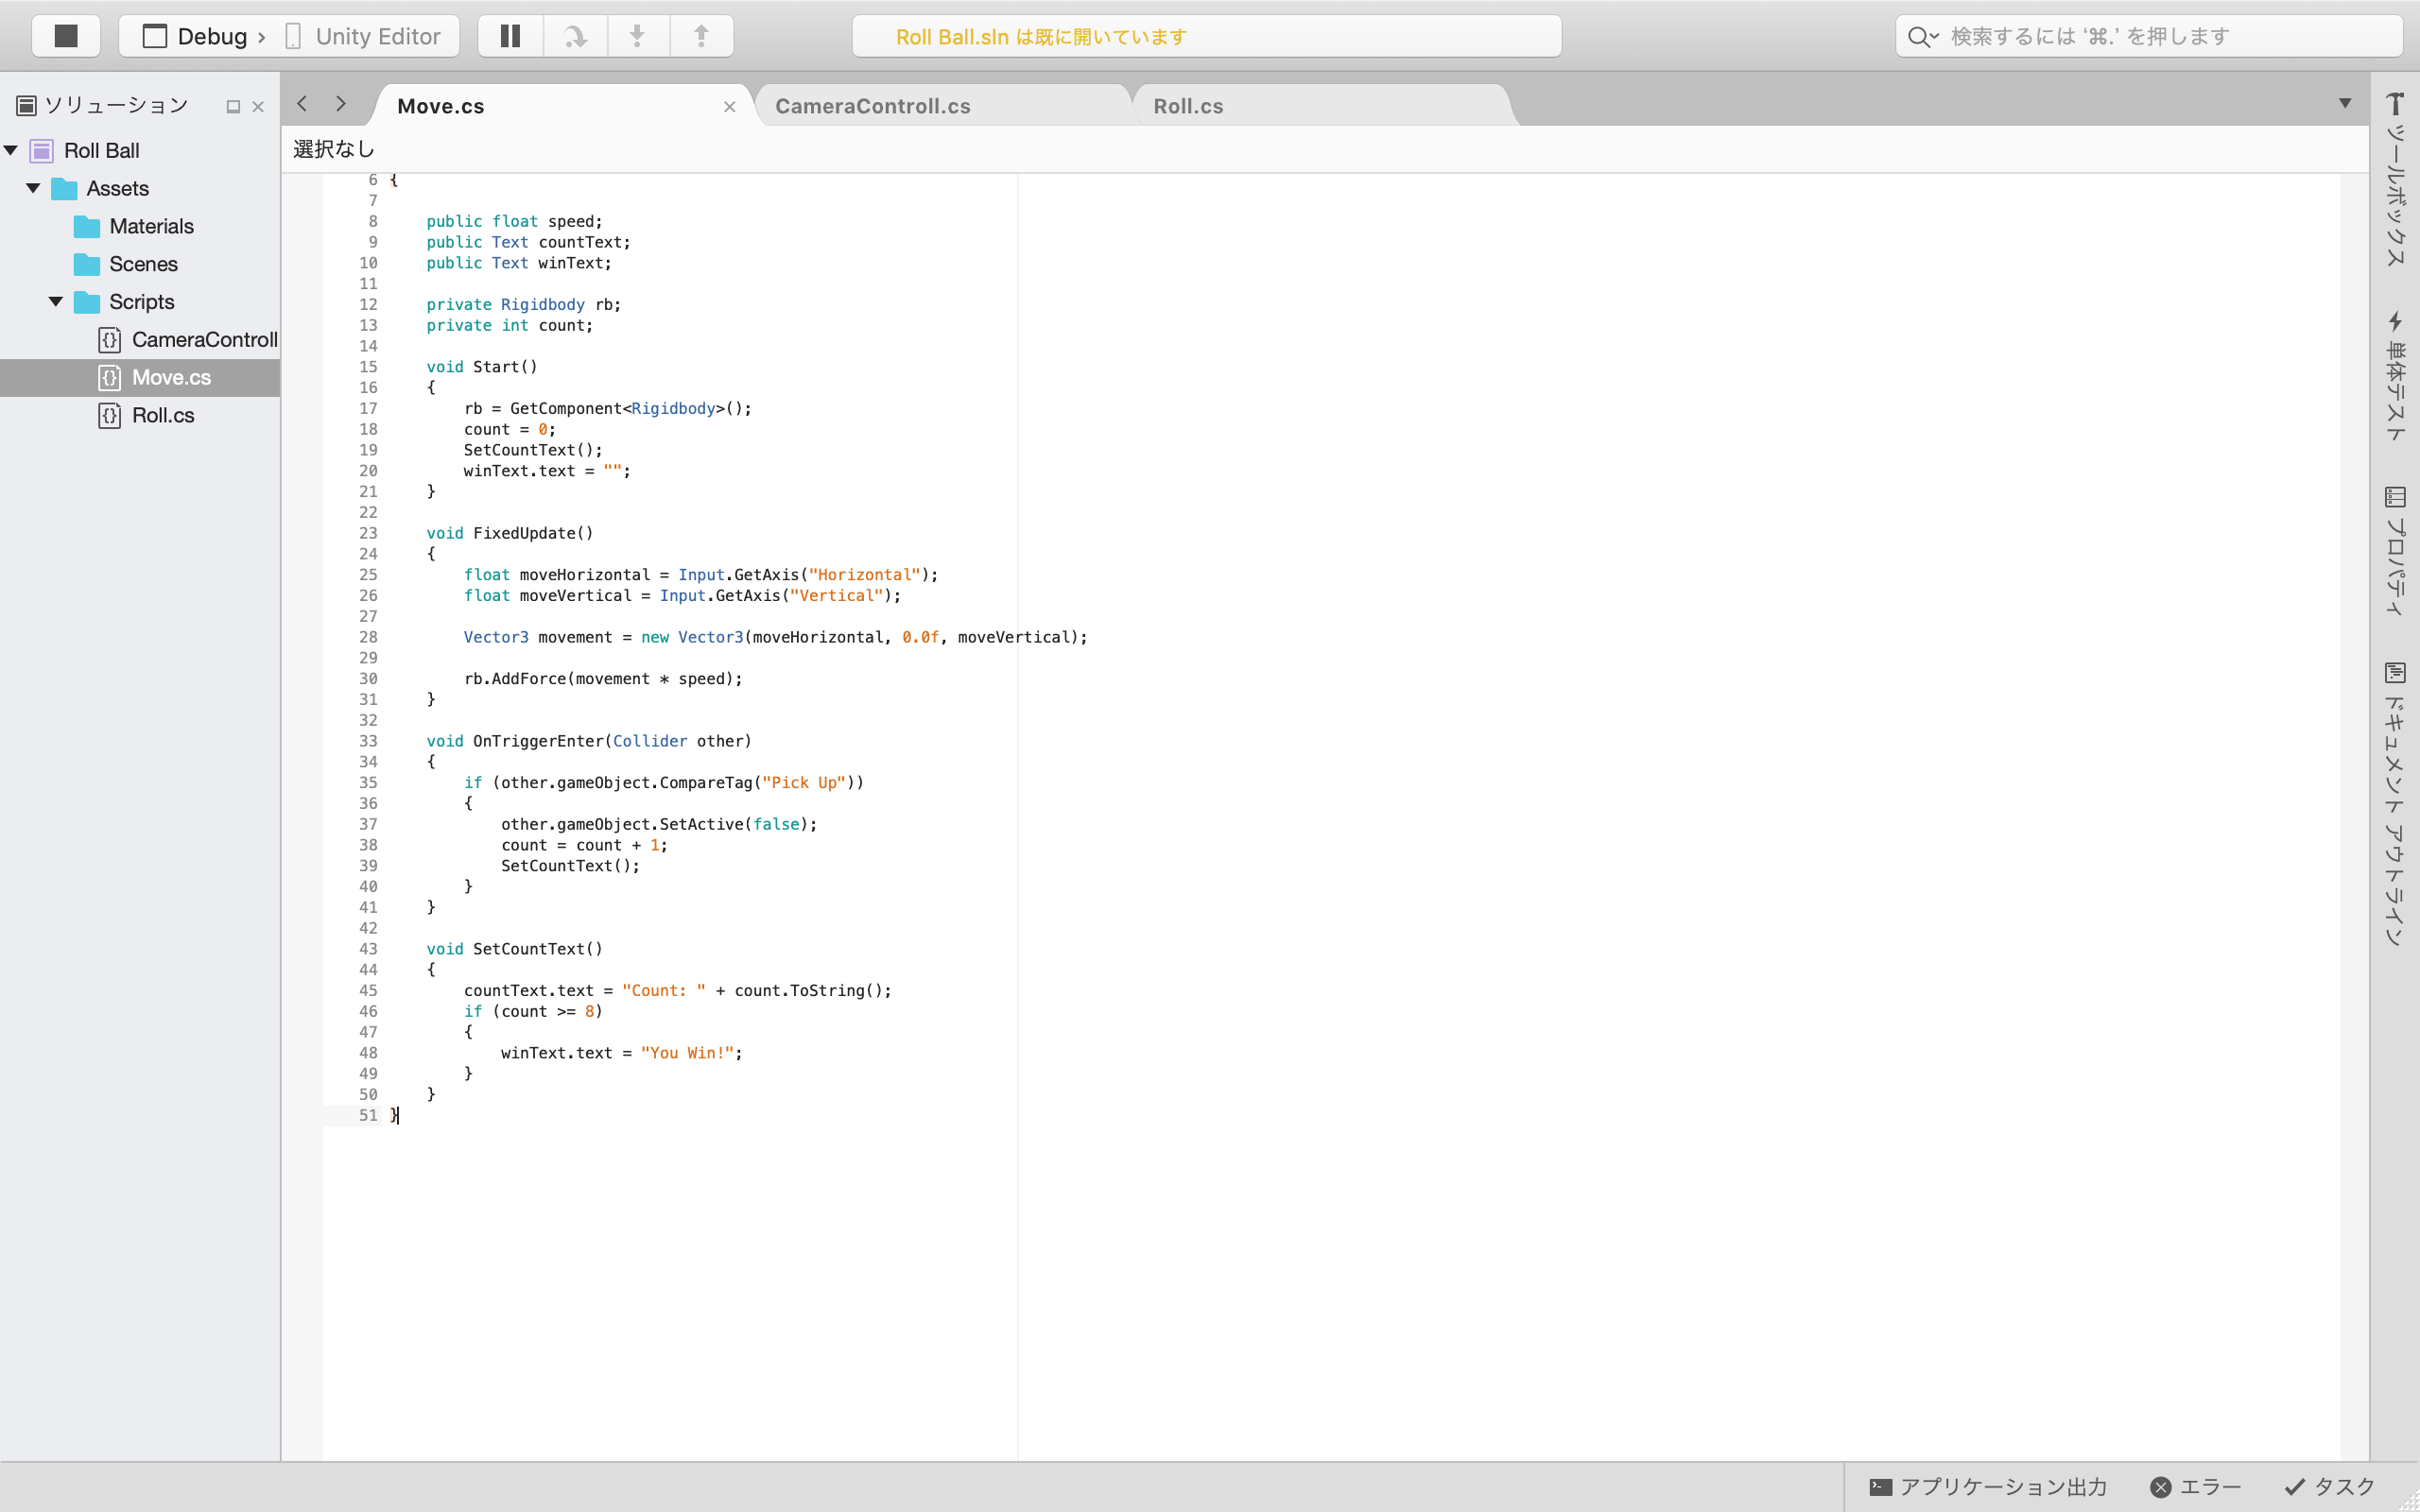 Debug › Unity Editor
Roll Ball.sln は既に開いています
検索するには ‘⌘.’ を押します
ソリューション
Roll Ball
Assets
Materials
Scenes
Scripts
CameraControll
Move.cs
Roll.cs
Move.cs
CameraControll.cs
Roll.cs
選択なし
6 {
7
8     public float speed;
9     public Text countText;
10     public Text winText;
11
12     private Rigidbody rb;
13     private int count;
14
15     void Start()
16     {
17         rb = GetComponent<Rigidbody>();
18         count = 0;
19         SetCountText();
20         winText.text = "";
21     }
22
23     void FixedUpdate()
24     {
25         float moveHorizontal = Input.GetAxis("Horizontal");
26         float moveVertical = Input.GetAxis("Vertical");
27
28         Vector3 movement = new Vector3(moveHorizontal, 0.0f, moveVertical);
29
30         rb.AddForce(movement * speed);
31     }
32
33     void OnTriggerEnter(Collider other)
34     {
35         if (other.gameObject.CompareTag("Pick Up"))
36         {
37             other.gameObject.SetActive(false);
38             count = count + 1;
39             SetCountText();
40         }
41     }
42
43     void SetCountText()
44     {
45         countText.text = "Count: " + count.ToString();
46         if (count >= 8)
47         {
48             winText.text = "You Win!";
49         }
50     }
51 }
ツールボックス
単体テスト
プロパティ
ドキュメント アウトライン
アプリケーション出力
エラー
タスク